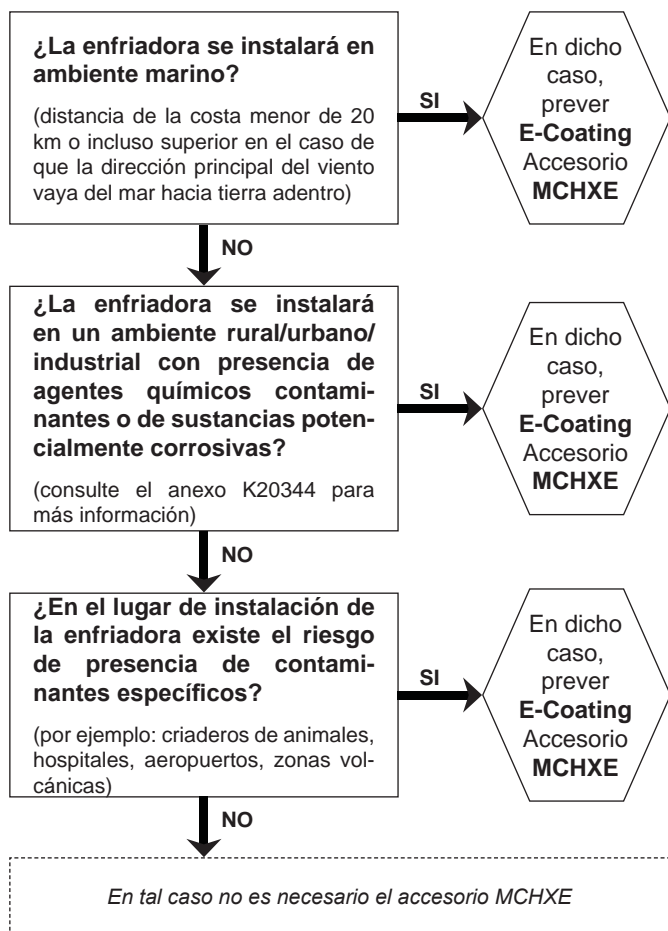 ¿La enfriadora se instalará en
ambiente marino?
(distancia de la costa menor de 20
km o incluso superior en el caso de
que la dirección principal del viento
vaya del mar hacia tierra adentro)
SI
En dicho
caso,
prever
E-Coating
Accesorio
MCHXE
NO
¿La enfriadora se instalará
en un ambiente rural/urbano/
industrial con presencia de
agentes químicos contami-
nantes o de sustancias poten-
cialmente corrosivas?
(consulte el anexo K20344 para
más información)
SI
En dicho
caso,
prever
E-Coating
Accesorio
MCHXE
NO
¿En el lugar de instalación de
la enfriadora existe el riesgo
de presencia de contami-
nantes específicos?
(por ejemplo: criaderos de animales,
hospitales, aeropuertos, zonas vol-
cánicas)
SI
En dicho
caso,
prever
E-Coating
Accesorio
MCHXE
NO
En tal caso no es necesario el accesorio MCHXE